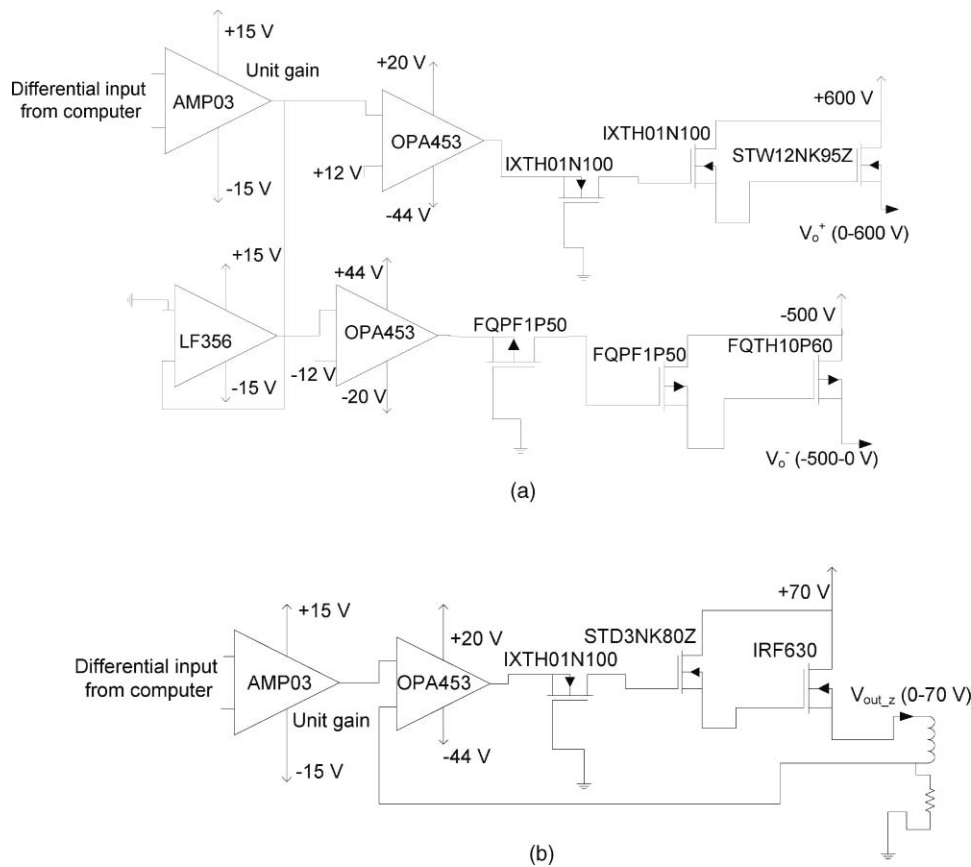 +15 V
Unit gain
Differential input
from computer
AMP03
-15 V
+20 V
OPA453
+12 V
-44 V
IXTH01N100
IXTH01N100
+600 V
STW12NK95Z
Vo+ (0-600 V)
+15 V
LF356
-15 V
+44 V
OPA453
-12 V
-20 V
FQPF1P50
FQPF1P50
-500 V
FQTH10P60
Vo- (-500-0 V)
(a)
+15 V
Differential input
from computer
AMP03
Unit gain
-15 V
+20 V
OPA453
-44 V
IXTH01N100
STD3NK80Z
+70 V
IRF630
Vout_z (0-70 V)
(b)